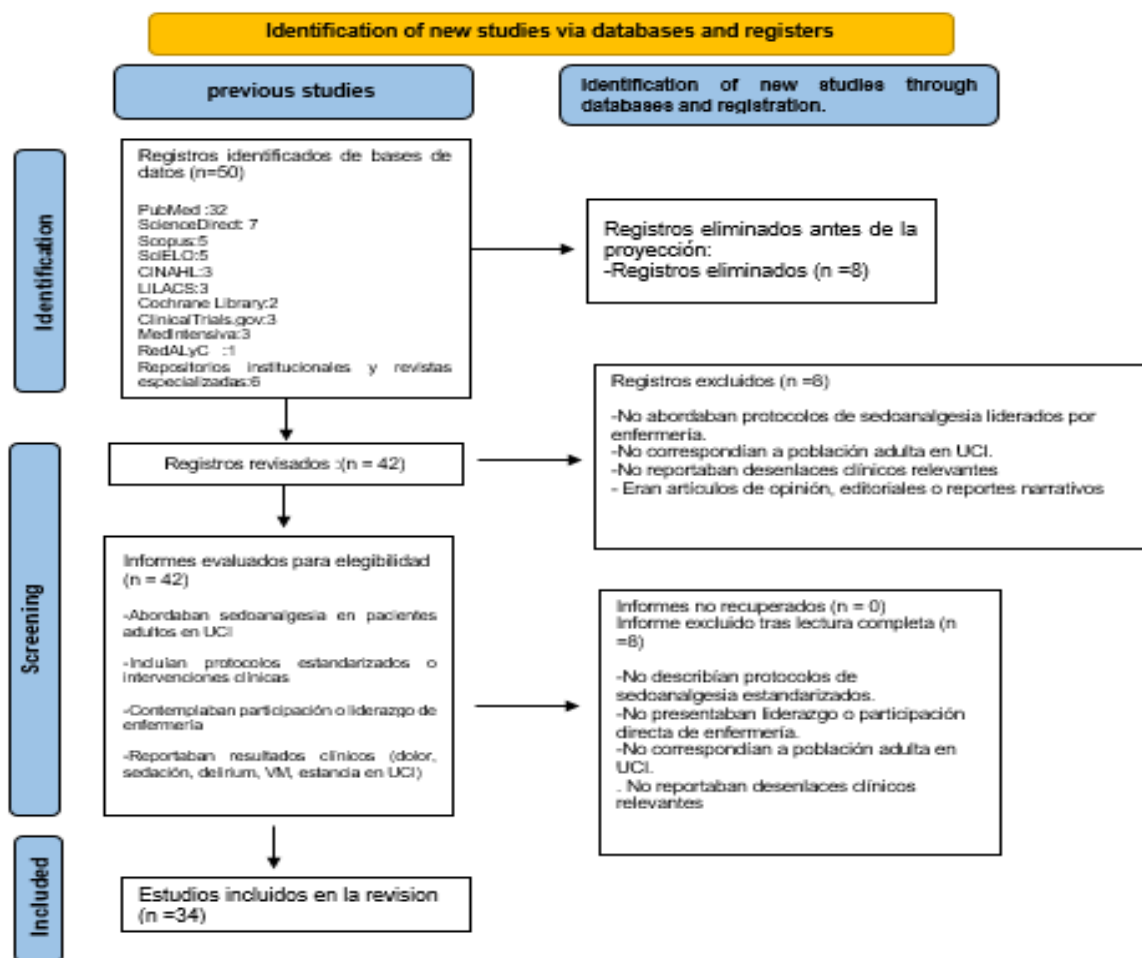 Identification of new studies via databases and registers
previous studies
Identification of new studies through
databases and registration.
Identification
Registros identificados de bases de
datos (n=50)
PubMed :32
ScienceDirect: 7
Scopus:5
SciELO:5
CINAHL:3
LILACS:3
Cochrane Library:2
ClinicalTrials.gov:3
MedIntensiva:3
RedALyC :1
Repositorios institucionales y revistas
especializadas:6
Registros eliminados antes de la
proyección:
-Registros eliminados (n =8)
Screening
Registros revisados :(n = 42)
Registros excluidos (n =8)
-No abordaban protocolos de sedoanalgesia liderados por
enfermería.
-No correspondían a población adulta en UCI.
-No reportaban desenlaces clínicos relevantes
- Eran artículos de opinión, editoriales o reportes narrativos
Informes evaluados para elegibilidad
(n = 42)
-Abordaban sedoanalgesia en pacientes
adultos en UCI
-Incluían protocolos estandarizados o
intervenciones clínicas
-Contemplaban participación o liderazgo de
enfermería
-Reportaban resultados clínicos (dolor,
sedación, delirium, VM, estancia en UCI)
Informes no recuperados (n = 0)
Informe excluido tras lectura completa (n
=8)
-No describían protocolos de
sedoanalgesia estandarizados.
-No presentaban liderazgo o participación
directa de enfermería.
-No correspondían a población adulta en
UCI.
. No reportaban desenlaces clínicos
relevantes
Included
Estudios incluidos en la revision
(n =34)